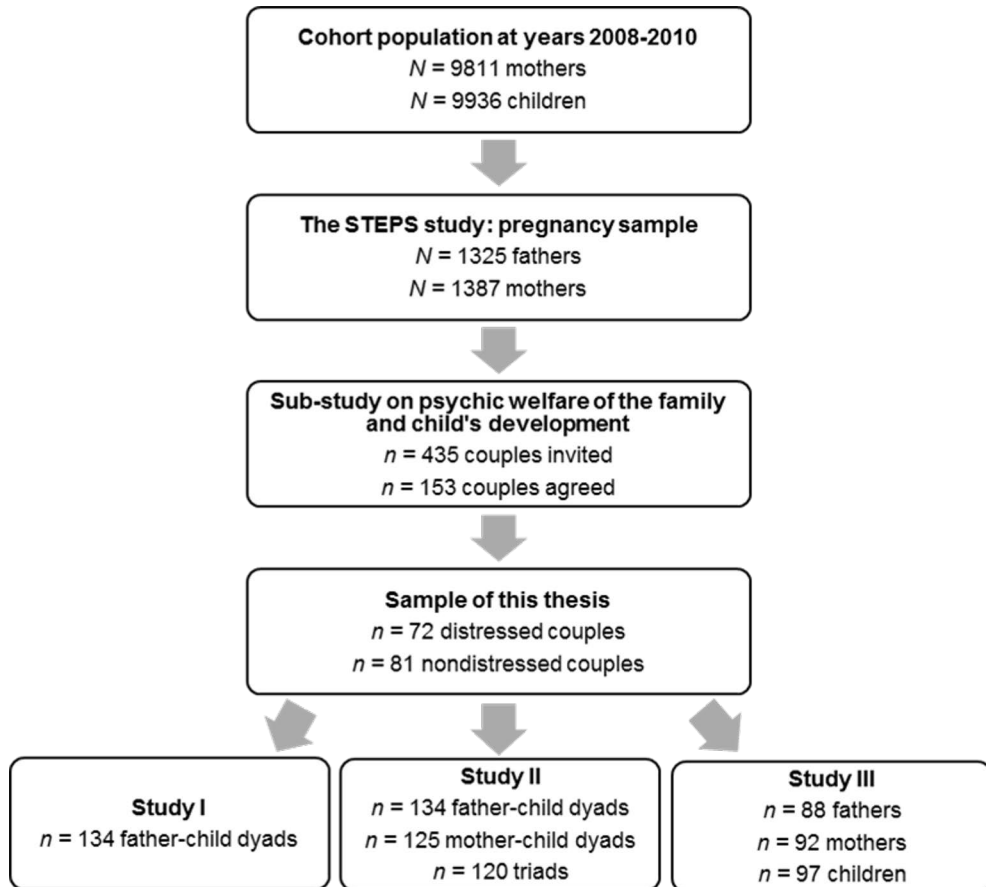 Cohort population at years 2008-2010
N = 9811 mothers
N = 9936 children
The STEPS study: pregnancy sample
N = 1325 fathers
N = 1387 mothers
Sub-study on psychic welfare of the family
and child's development
n = 435 couples invited
n = 153 couples agreed
Sample of this thesis
n = 72 distressed couples
n = 81 nondistressed couples
Study I
n = 134 father-child dyads
Study II
n = 134 father-child dyads
n = 125 mother-child dyads
n = 120 triads
Study III
n = 88 fathers
n = 92 mothers
n = 97 children